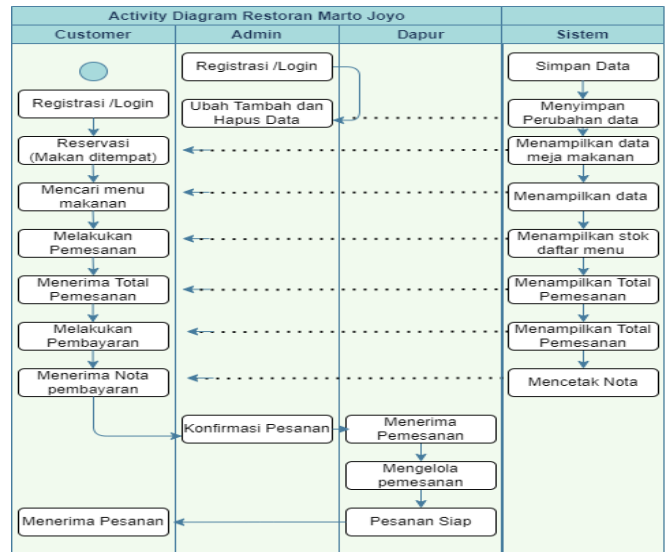 Activity Diagram Restoran Marto Joyo
Customer
Admin
Dapur
Sistem
Registrasi /Login
Simpan Data
Registrasi /Login
Ubah Tambah dan
Hapus Data
Menyimpan
Perubahan data
Reservasi
(Makan ditempat)
Menampilkan data
meja makanan
Mencari menu
makanan
Menampilkan data
Melakukan
Pemesanan
Menampilkan stok
daftar menu
Menerima Total
Pemesanan
Menampilkan Total
Pemesanan
Melakukan
Pembayaran
Menampilkan Total
Pemesanan
Menerima Nota
pembayaran
Mencetak Nota
Konfirmasi Pesanan
Menerima
Pemesanan
Mengelola
pemesanan
Menerima Pesanan
Pesanan Siap